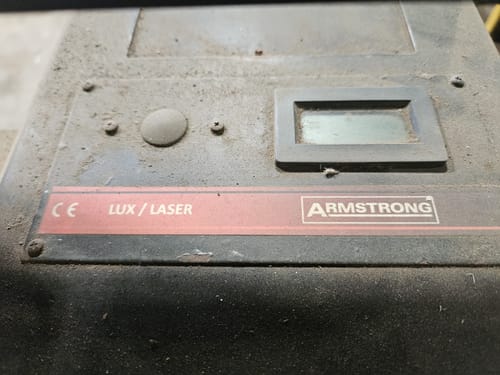 CE LUX / LASER ARMSTRONG